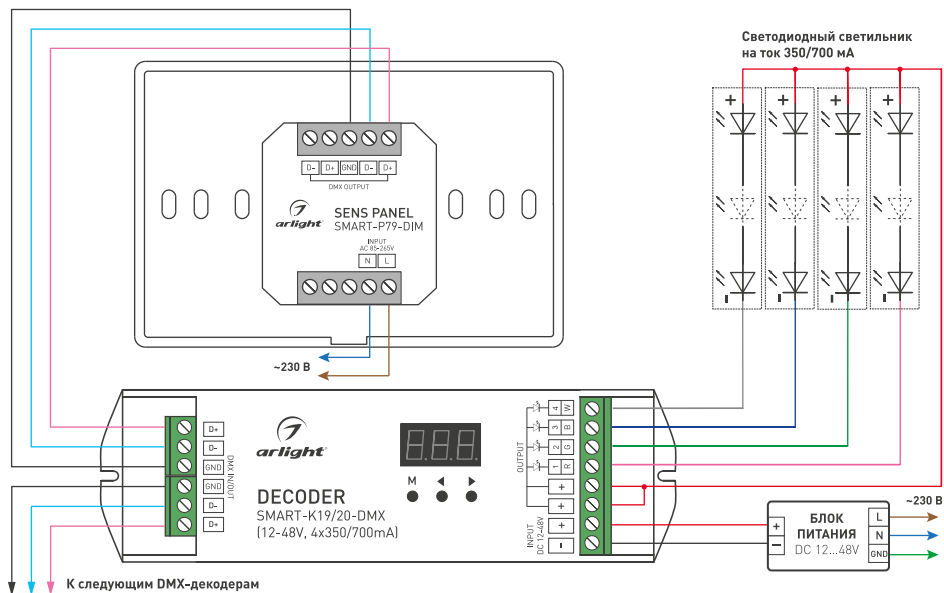 Светодиодный светильник
на ток 350/700 мА
+ + + +
- - - -
D- D+ GND D- D+
DMX OUTPUT
arlight
SENS PANEL
SMART-P79-DIM
INPUT
AC 85-265V
N L
~230 В
D+
D-
GND
GND
D-
D+
DMX IN/OUT
arlight
DECODER
SMART-K19/20-DMX
(12-48V, 4x350/700mA)
888
M ◄ ►
OUTPUT
4 W
3 B
2 G
1 R
+
+
INPUT
DC 12-48V
+
-
+
-
БЛОК
ПИТАНИЯ
DC 12...48V
L
N
GND
~230 В
К следующим DMX-декодерам